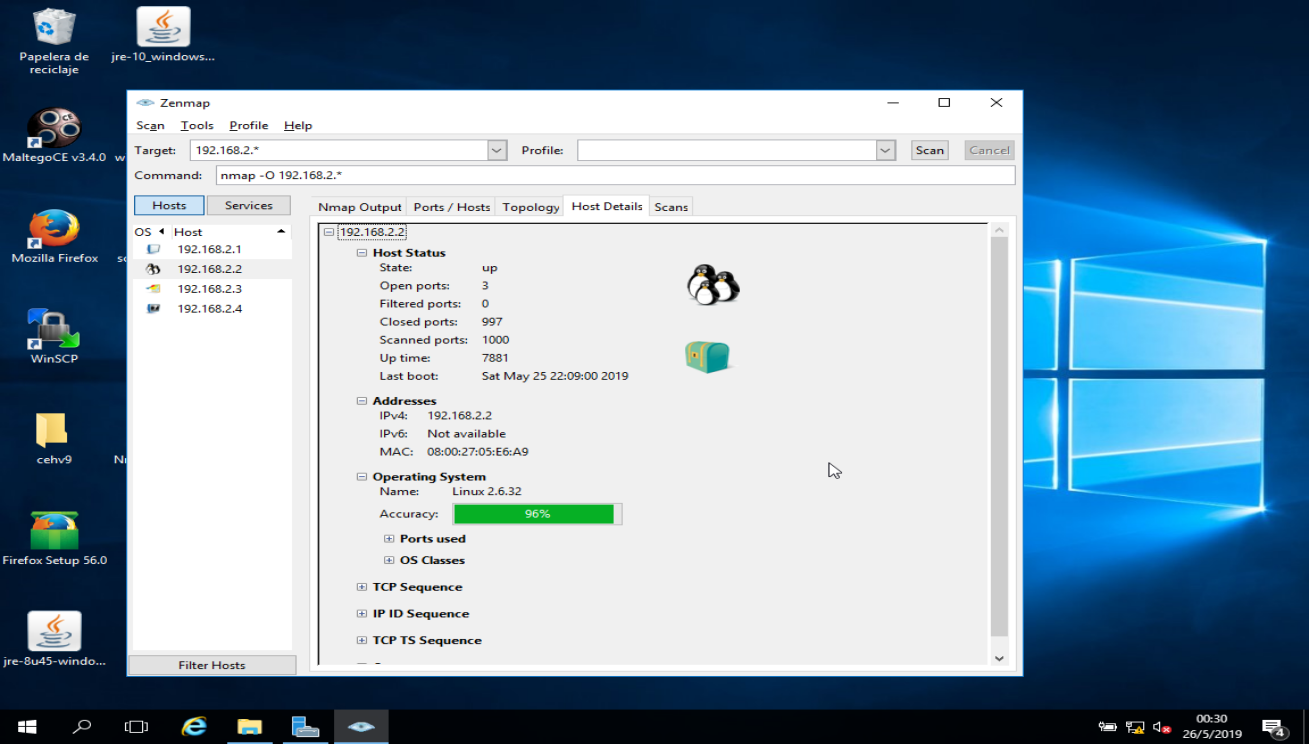 Papelera de
reciclaje
jre-10_windows...
MaltegoCE v3.4.0
Mozilla Firefox
WinSCP
cehv9
Firefox Setup 56.0
jre-8u45-windo...
Zenmap
Scan Tools Profile Help
Target: 192.168.2.* Profile: Scan Cancel
Command: nmap -O 192.168.2.*
Hosts Services
Nmap Output Ports / Hosts Topology Host Details Scans
OS Host
192.168.2.1
192.168.2.2
192.168.2.3
192.168.2.4
Filter Hosts
192.168.2.2
Host Status
State: up
Open ports: 3
Filtered ports: 0
Closed ports: 997
Scanned ports: 1000
Up time: 7881
Last boot: Sat May 25 22:09:00 2019
Addresses
IPv4: 192.168.2.2
IPv6: Not available
MAC: 08:00:27:05:E6:A9
Operating System
Name: Linux 2.6.32
Accuracy: 96%
Ports used
OS Classes
TCP Sequence
IP ID Sequence
TCP TS Sequence
00:30
26/5/2019
4